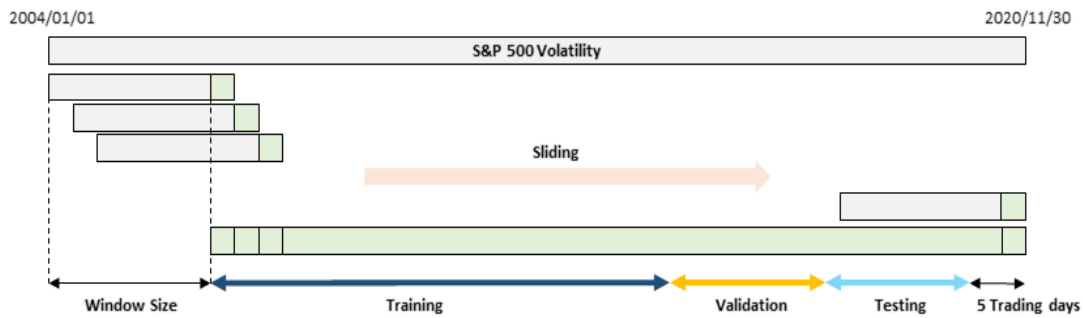 2004/01/01
2020/11/30
S&P 500 Volatility
Sliding
Window Size
Training
Validation
Testing
5 Trading days